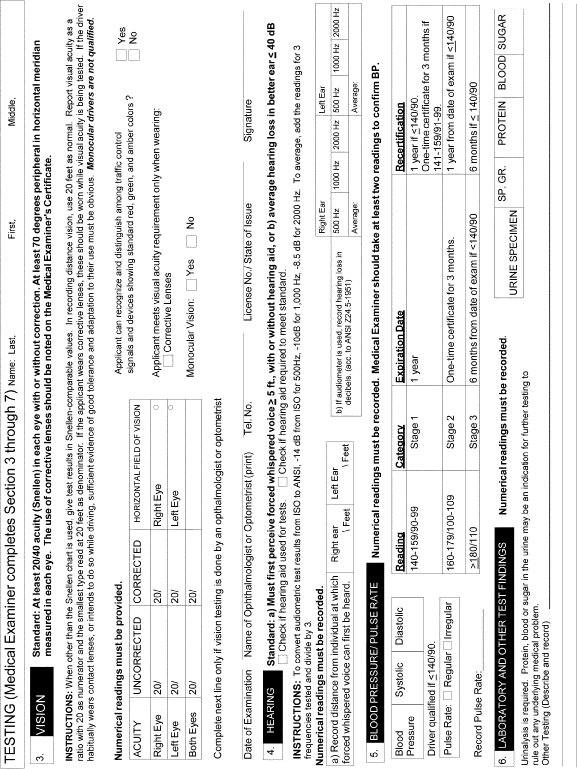 TESTING (Medical Examiner completes Section 3 through 7) Name: Last, First, Middle,
3. VISION
Standard: At least 20/40 acuity (Snellen) in each eye with or without correction. At least 70 degrees peripheral in horizontal meridian
measured in each eye. The use of corrective lenses should be noted on the Medical Examiner's Certificate.
INSTRUCTIONS: When other than the Snellen chart is used, give test results in Snellen-comparable values. In recording distance vision, use 20 feet as normal. Report visual acuity as a
ratio with 20 as numerator and the smallest type read at 20 feet as denominator. If the applicant wears corrective lenses, these should be worn while visual acuity is being tested. If the driver
habitually wears contact lenses, or intends to do so while driving, sufficient evidence of good tolerance and adaptation to their use must be obvious. Monocular drivers are not qualified.
Numerical readings must be provided.
ACUITY UNCORRECTED CORRECTED HORIZONTAL FIELD OF VISION
Right Eye 20/ 20/ Right Eye °
Left Eye 20/ 20/ Left Eye °
Both Eyes 20/ 20/
Applicant can recognize and distinguish among traffic control
signals and devices showing standard red, green, and amber colors ?
Yes
No
Applicant meets visual acuity requirement only when wearing:
Corrective Lenses
Monocular Vision: Yes No
Complete next line only if vision testing is done by an opthalmologist or optometrist
Date of Examination Name of Ophthalmologist or Optometrist (print) Tel. No. License No./ State of Issue Signature
4. HEARING
Standard: a) Must first perceive forced whispered voice ≥ 5 ft., with or without hearing aid, or b) average hearing loss in better ear ≤ 40 dB
Check if hearing aid used for tests. Check if hearing aid required to meet standard.
INSTRUCTIONS: To convert audiometric test results from ISO to ANSI, -14 dB from ISO for 500Hz, -10dB for 1,000 Hz, -8.5 dB for 2000 Hz. To average, add the readings for 3
frequencies tested and divide by 3.
Numerical readings must be recorded.
a) Record distance from individual at which
forced whispered voice can first be heard.
Right ear Left Ear
\ Feet \ Feet
b) If audiometer is used, record hearing loss in
decibels. (acc. to ANSI Z24.5-1951)
Right Ear Left Ear
500 Hz 1000 Hz 2000 Hz 500 Hz 1000 Hz 2000 Hz
Average: Average:
5. BLOOD PRESSURE/ PULSE RATE
Numerical readings must be recorded. Medical Examiner should take at least two readings to confirm BP.
Blood
Pressure
Systolic Diastolic
Driver qualified if <140/90.
Pulse Rate: Regular Irregular
Record Pulse Rate:
Reading Category Expiration Date Recertification
140-159/90-99 Stage 1 1 year 1 year if <140/90.
One-time certificate for 3 months if
141-159/91-99.
160-179/100-109 Stage 2 One-time certificate for 3 months. 1 year from date of exam if <140/90
>180/110 Stage 3 6 months from date of exam if <140/90 6 months if < 140/90
6. LABORATORY AND OTHER TEST FINDINGS
Numerical readings must be recorded.
Urinalysis is required. Protein, blood or sugar in the urine may be an indication for further testing to
rule out any underlying medical problem.
Other Testing (Describe and record)
URINE SPECIMEN SP. GR. PROTEIN BLOOD SUGAR